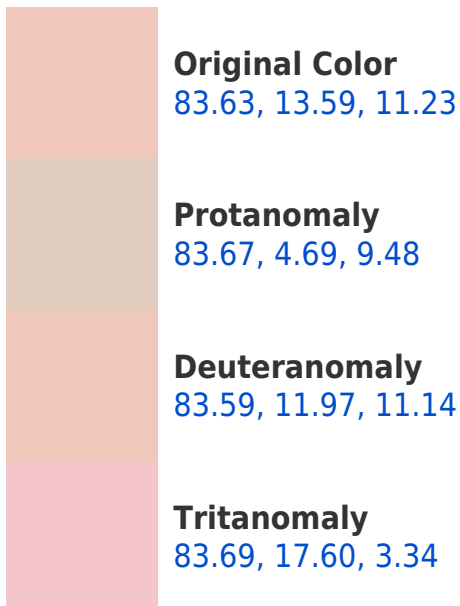 Original Color
83.63, 13.59, 11.23
Protanomaly
83.67, 4.69, 9.48
Deuteranomaly
83.59, 11.97, 11.14
Tritanomaly
83.69, 17.60, 3.34